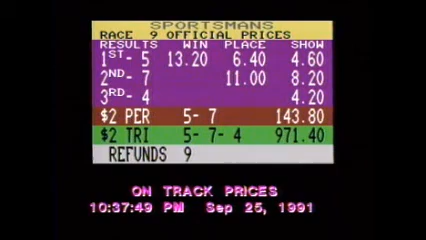 SPORTSMANS
RACE 9 OFFICIAL PRICES
RESULTS WIN PLACE SHOW
1ST- 5 13.20 6.40 4.60
2ND- 7 11.00 8.20
3RD- 4 4.20
$2 PER 5- 7 143.80
$2 TRI 5- 7- 4 971.40
REFUNDS 9
ON TRACK PRICES
10:37:49 PM Sep 25, 1991